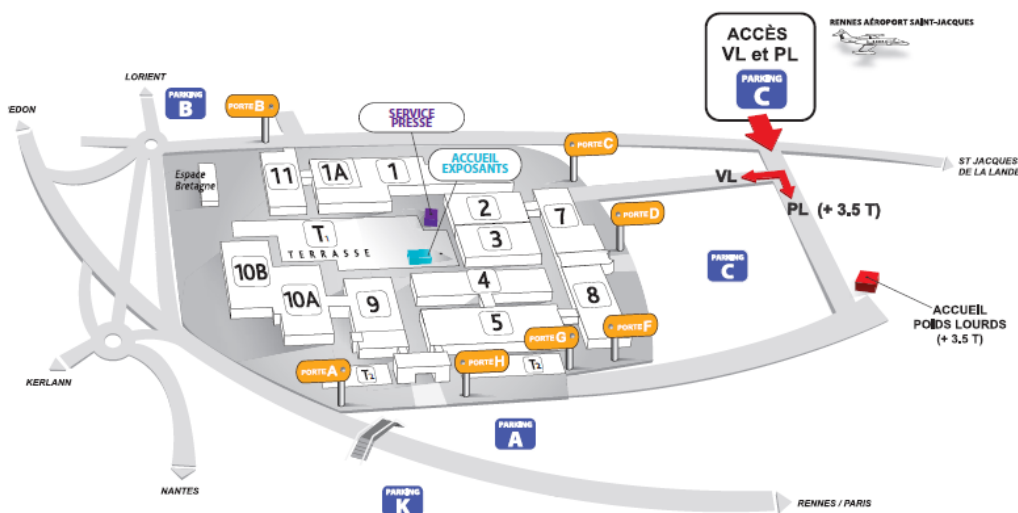 RENNES AÉROPORT SAINT-JACQUES
ACCÈS
VL et PL
PARKING
C
LORIENT
EDON
PARKING
B
PORTE B
SERVICE
PRESSE
ACCUEIL
EXPOSANTS
PORTE C
ST JACQUES
DE LA LANDE
Espace
Bretagne
11
1A
1
2
7
VL
PL (+ 3.5 T)
PORTE D
T1
TERRASSE
3
10B
10A
9
4
8
PARKING
C
5
ACCUEIL
POIDS LOURDS
(+ 3.5 T)
PORTE F
PORTE G
PORTE H
PORTE A
T2
T2
KERLANN
PARKING
A
NANTES
PARKING
K
RENNES / PARIS